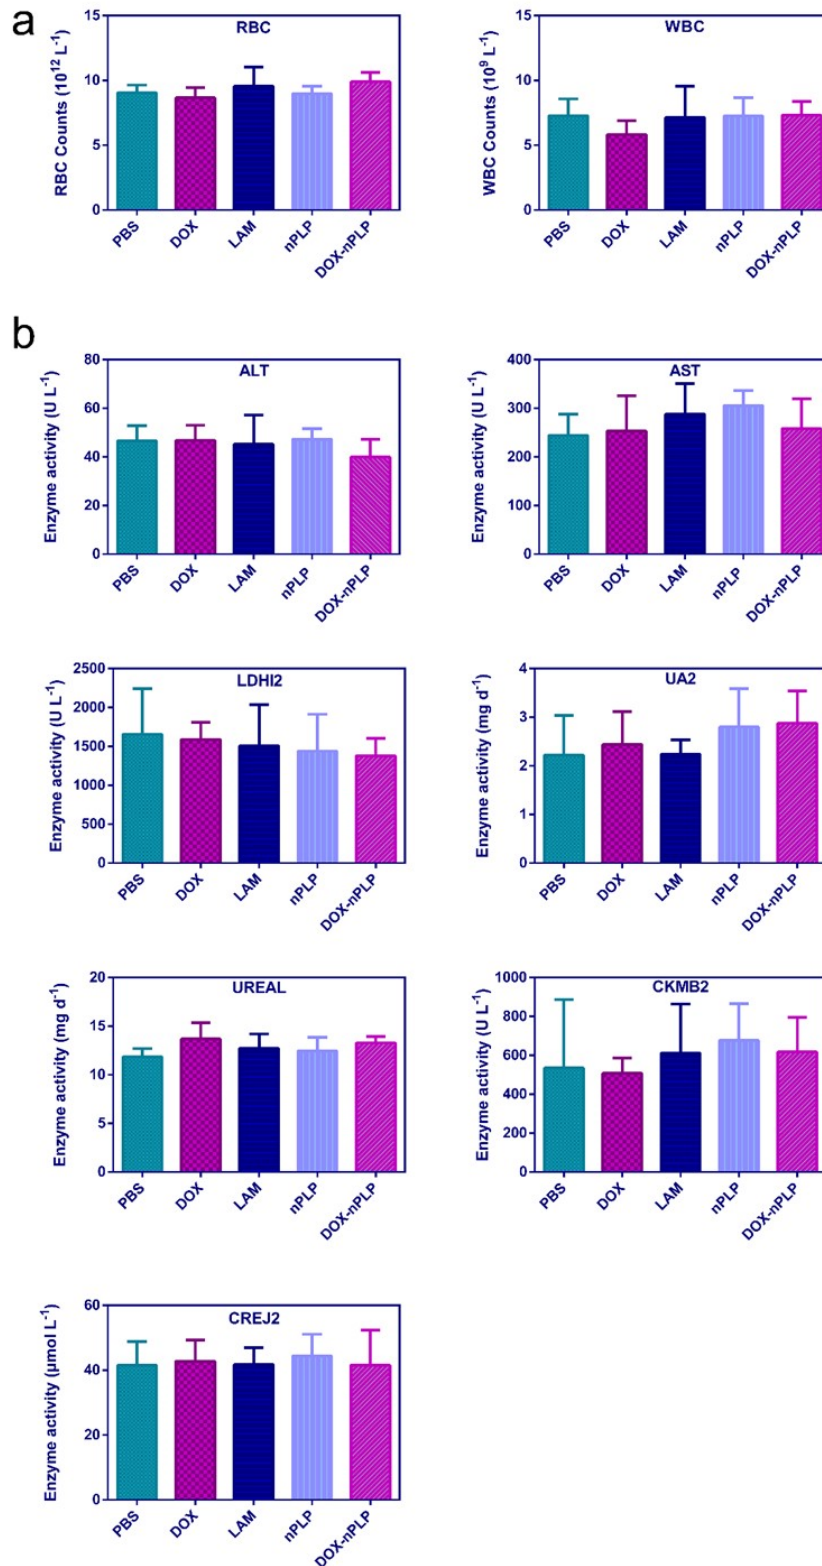 a
RBC
RBC Counts (10¹² L⁻¹)
15
10
5
0
PBS
DOX
LAM
nPLP
DOX-nPLP
WBC
WBC Counts (10⁹ L⁻¹)
15
10
5
0
PBS
DOX
LAM
nPLP
DOX-nPLP
b
ALT
Enzyme activity (U L⁻¹)
80
60
40
20
0
PBS
DOX
LAM
nPLP
DOX-nPLP
AST
Enzyme activity (U L⁻¹)
400
300
200
100
0
PBS
DOX
LAM
nPLP
DOX-nPLP
LDHI2
Enzyme activity (U L⁻¹)
2500
2000
1500
1000
500
0
PBS
DOX
LAM
nPLP
DOX-nPLP
UA2
Enzyme activity (mg d⁻¹)
4
3
2
1
0
PBS
DOX
LAM
nPLP
DOX-nPLP
UREAL
Enzyme activity (mg d⁻¹)
20
15
10
5
0
PBS
DOX
LAM
nPLP
DOX-nPLP
CKMB2
Enzyme activity (U L⁻¹)
1000
800
600
400
200
0
PBS
DOX
LAM
nPLP
DOX-nPLP
CREJ2
Enzyme activity (µmol L⁻¹)
60
40
20
0
PBS
DOX
LAM
nPLP
DOX-nPLP